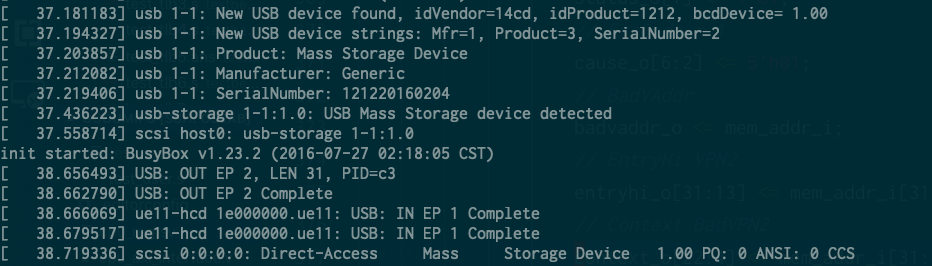 [   37.181183] usb 1-1: New USB device found, idVendor=14cd, idProduct=1212, bcdDevice= 1.00
[   37.194327] usb 1-1: New USB device strings: Mfr=1, Product=3, SerialNumber=2
[   37.203857] usb 1-1: Product: Mass Storage Device
[   37.212082] usb 1-1: Manufacturer: Generic
[   37.219406] usb 1-1: SerialNumber: 121220160204
[   37.436223] usb-storage 1-1:1.0: USB Mass Storage device detected
[   37.558714] scsi host0: usb-storage 1-1:1.0
init started: BusyBox v1.23.2 (2016-07-27 02:18:05 CST)
[   38.656493] USB: OUT EP 2, LEN 31, PID=c3
[   38.662790] USB: OUT EP 2 Complete
[   38.666069] ue11-hcd 1e000000.ue11: USB: IN EP 1 Complete
[   38.679517] ue11-hcd 1e000000.ue11: USB: IN EP 1 Complete
[   38.719336] scsi 0:0:0:0: Direct-Access     Mass     Storage Device   1.00 PQ: 0 ANSI: 0 CCS
cause_o[6:2] <=
// BadVAddr
badvaddr_o <= mem_addr_i;
// EntryHi VPN2
entryhi_o[31:13] <= mem_addr_i[31
// Context BadVPN2